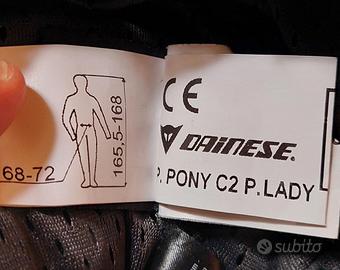 68-72
165,5-168
CE
DAINESE®
P. PONY C2 P.LADY
subito